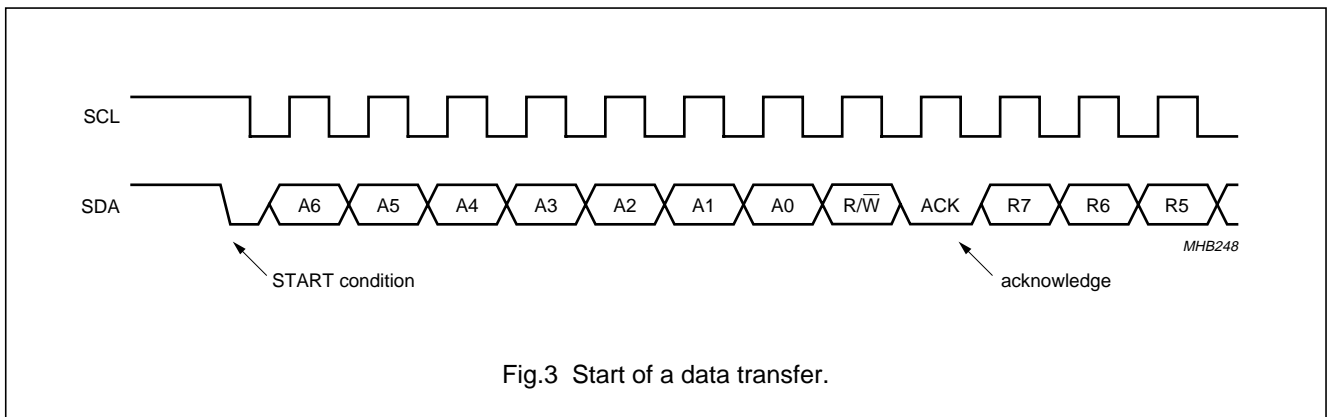 SCL
SDA A6 A5 A4 A3 A2 A1 A0 R/W̅ ACK R7 R6 R5
MHB248
START condition acknowledge
Fig.3 Start of a data transfer.